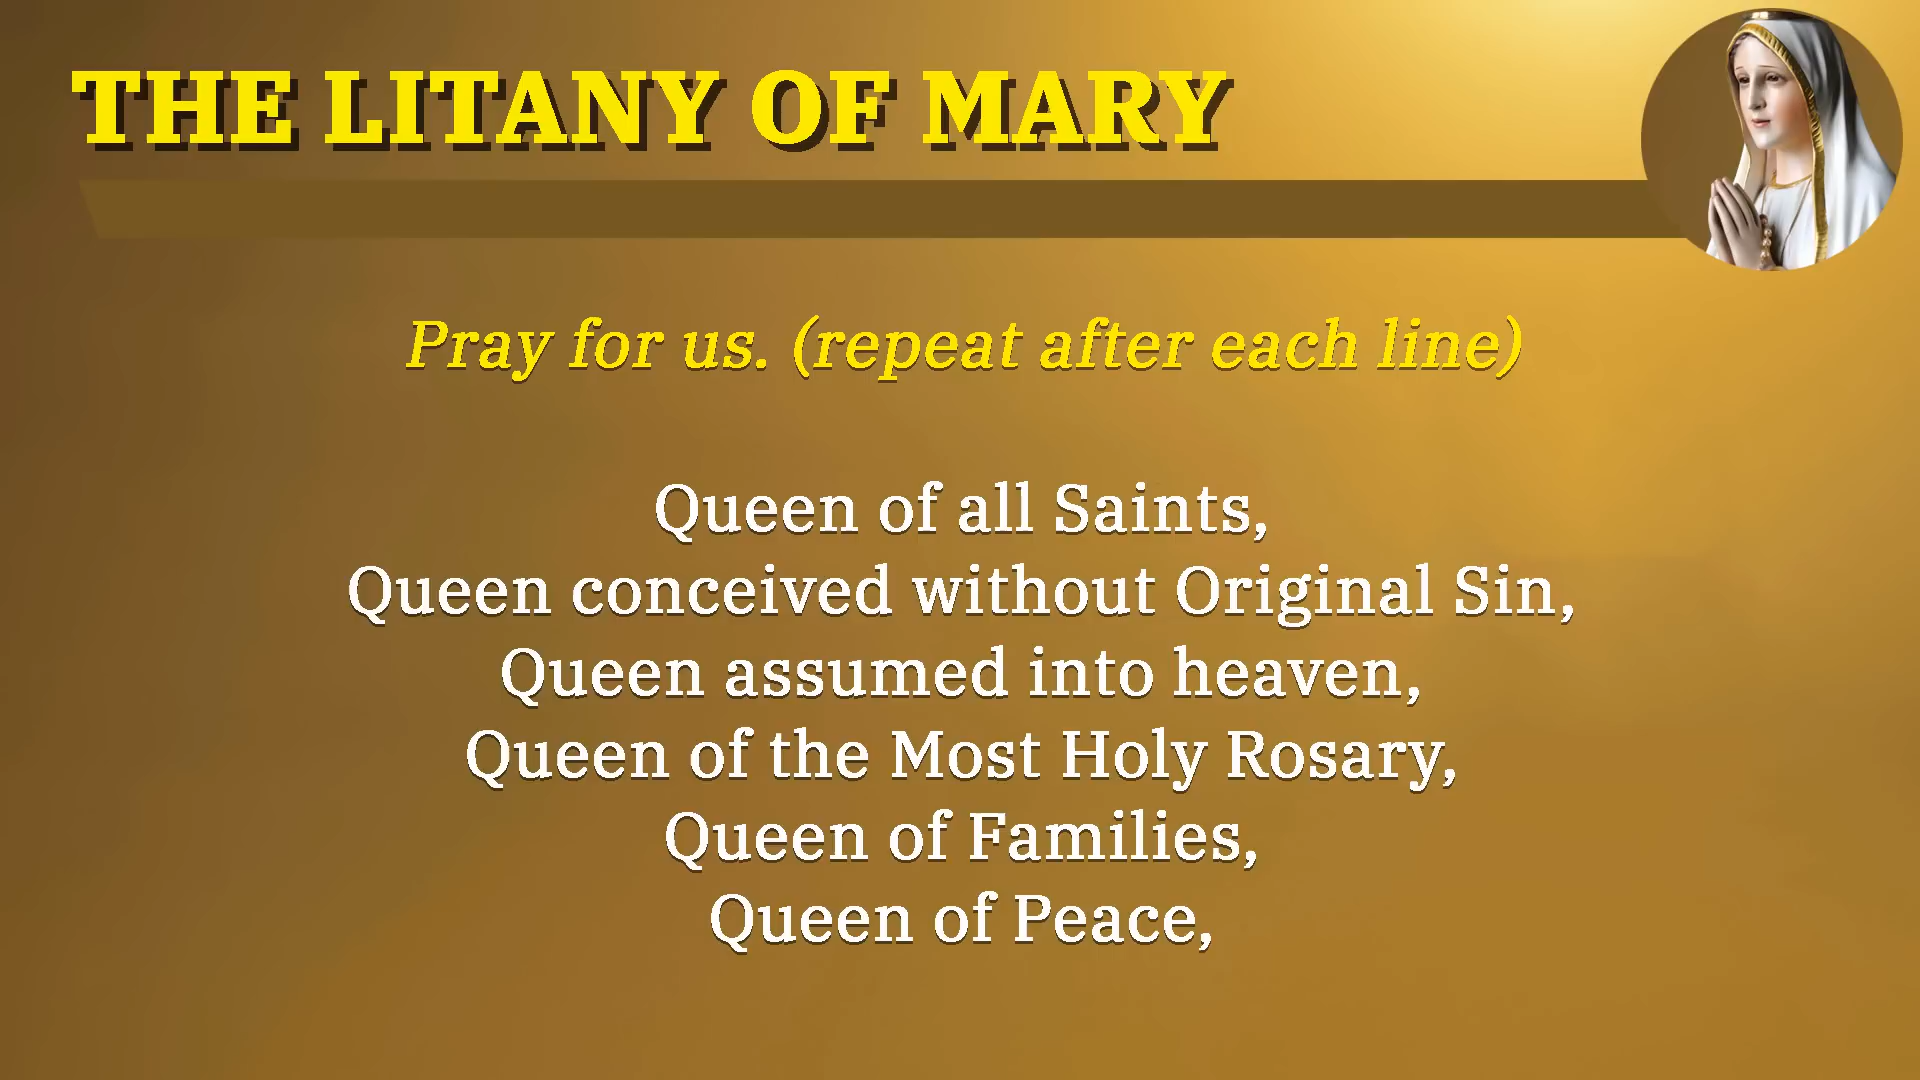 THE LITANY OF MARY
Pray for us. (repeat after each line)
Queen of all Saints,
Queen conceived without Original Sin,
Queen assumed into heaven,
Queen of the Most Holy Rosary,
Queen of Families,
Queen of Peace,